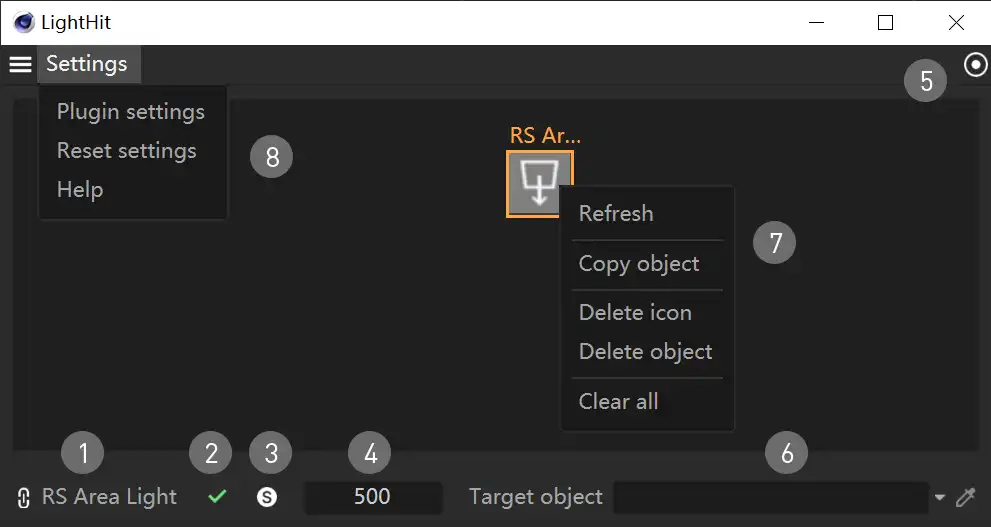 LightHit
Settings
5
Plugin settings
Reset settings
Help
8
RS Ar...
Refresh
Copy object
Delete icon
Delete object
Clear all
7
1
2
3
4
6
RS Area Light
S
500
Target object